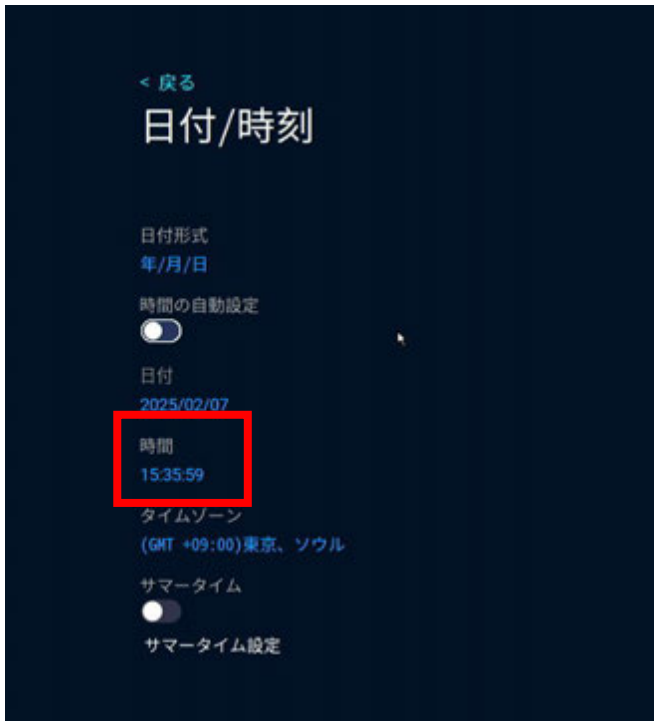 < 戻る
日付/時刻
日付形式
年/月/日
時間の自動設定
日付
2025/02/07
時間
15:35:59
タイムゾーン
(GMT +09:00)東京、ソウル
サマータイム
サマータイム設定